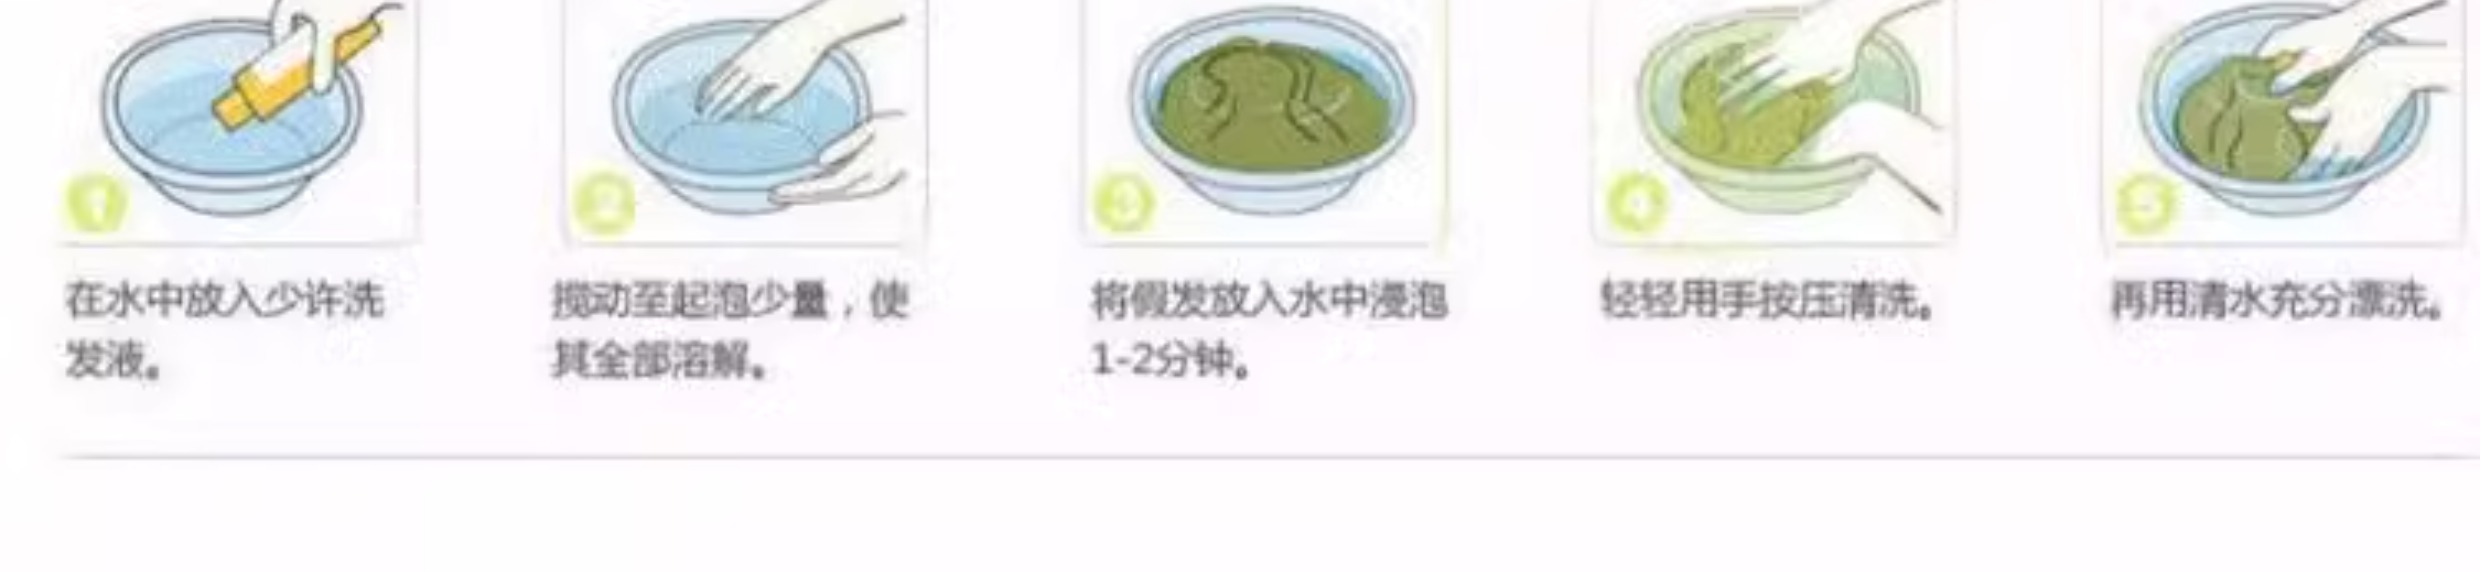 1
2
3
4
5
在水中放入少许洗
发液。
搅动至起泡少量，使
其全部溶解。
将假发放入水中浸泡
1-2分钟。
轻轻用手按压清洗。
再用清水充分漂洗。